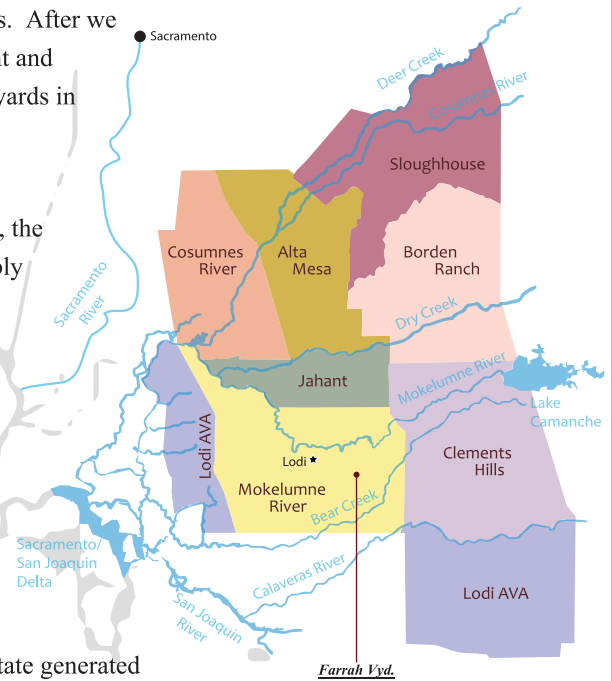 s. After we
nt and
yards in
, the
bly
tate generated
Sacramento
Deer Creek
Cosumnes River
Sloughhouse
Cosumnes
River
Alta
Mesa
Borden
Ranch
Sacramento
River
Dry Creek
Jahant
Mokelumne River
Lake
Camanche
Lodi AVA
Lodi
Mokelumne
River
Clements
Hills
Bear Creek
Sacramento/
San Joaquin
Delta
Calaveras River
San Joaquin
River
Lodi AVA
Farrah Vyd.